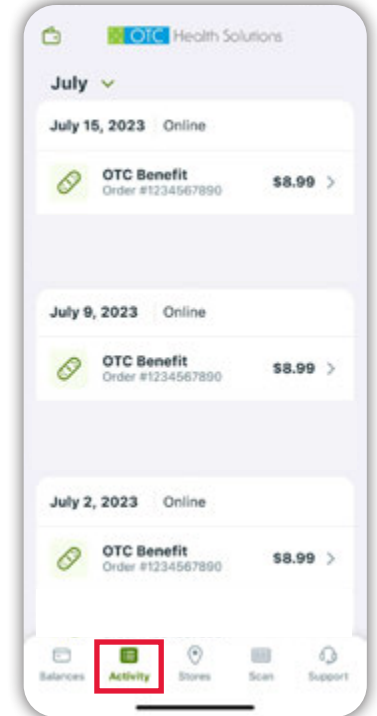 OTC Health Solutions
July
July 15, 2023 Online
OTC Benefit $8.99
Order #1234567890
July 9, 2023 Online
OTC Benefit $8.99
Order #1234567890
July 2, 2023 Online
OTC Benefit $8.99
Order #1234567890
Balances Activity Stores Scan Support